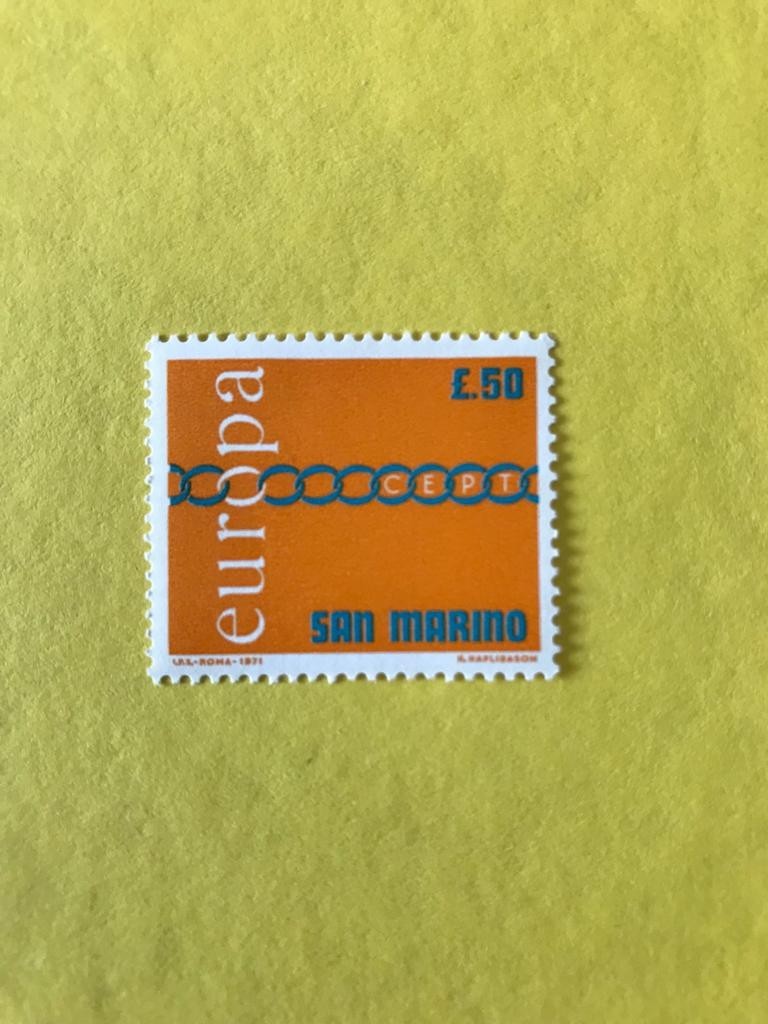 £.50
europa
CEPT
SAN MARINO
I.P.S.-ROMA-1971
H. HAFLIDASON